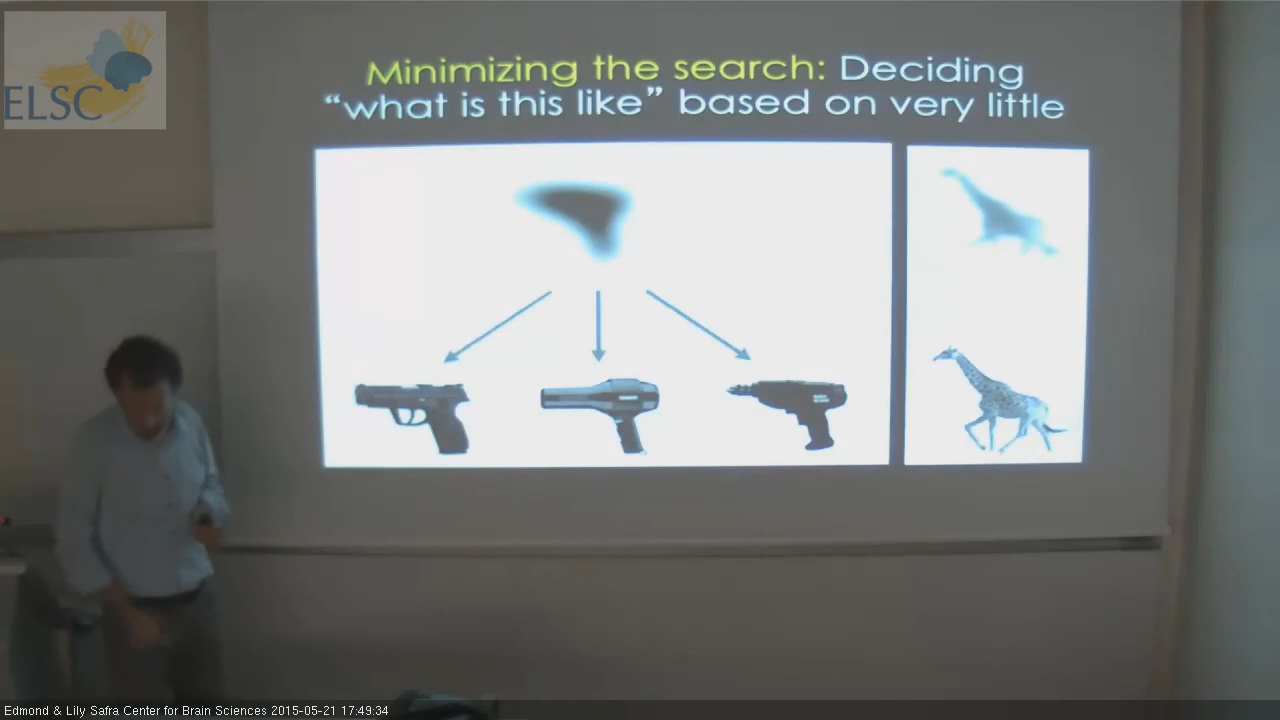 ELSC
Minimizing the search: Deciding
“what is this like” based on very little
Edmond & Lily Safra Center for Brain Sciences 2015-05-21 17:49:34